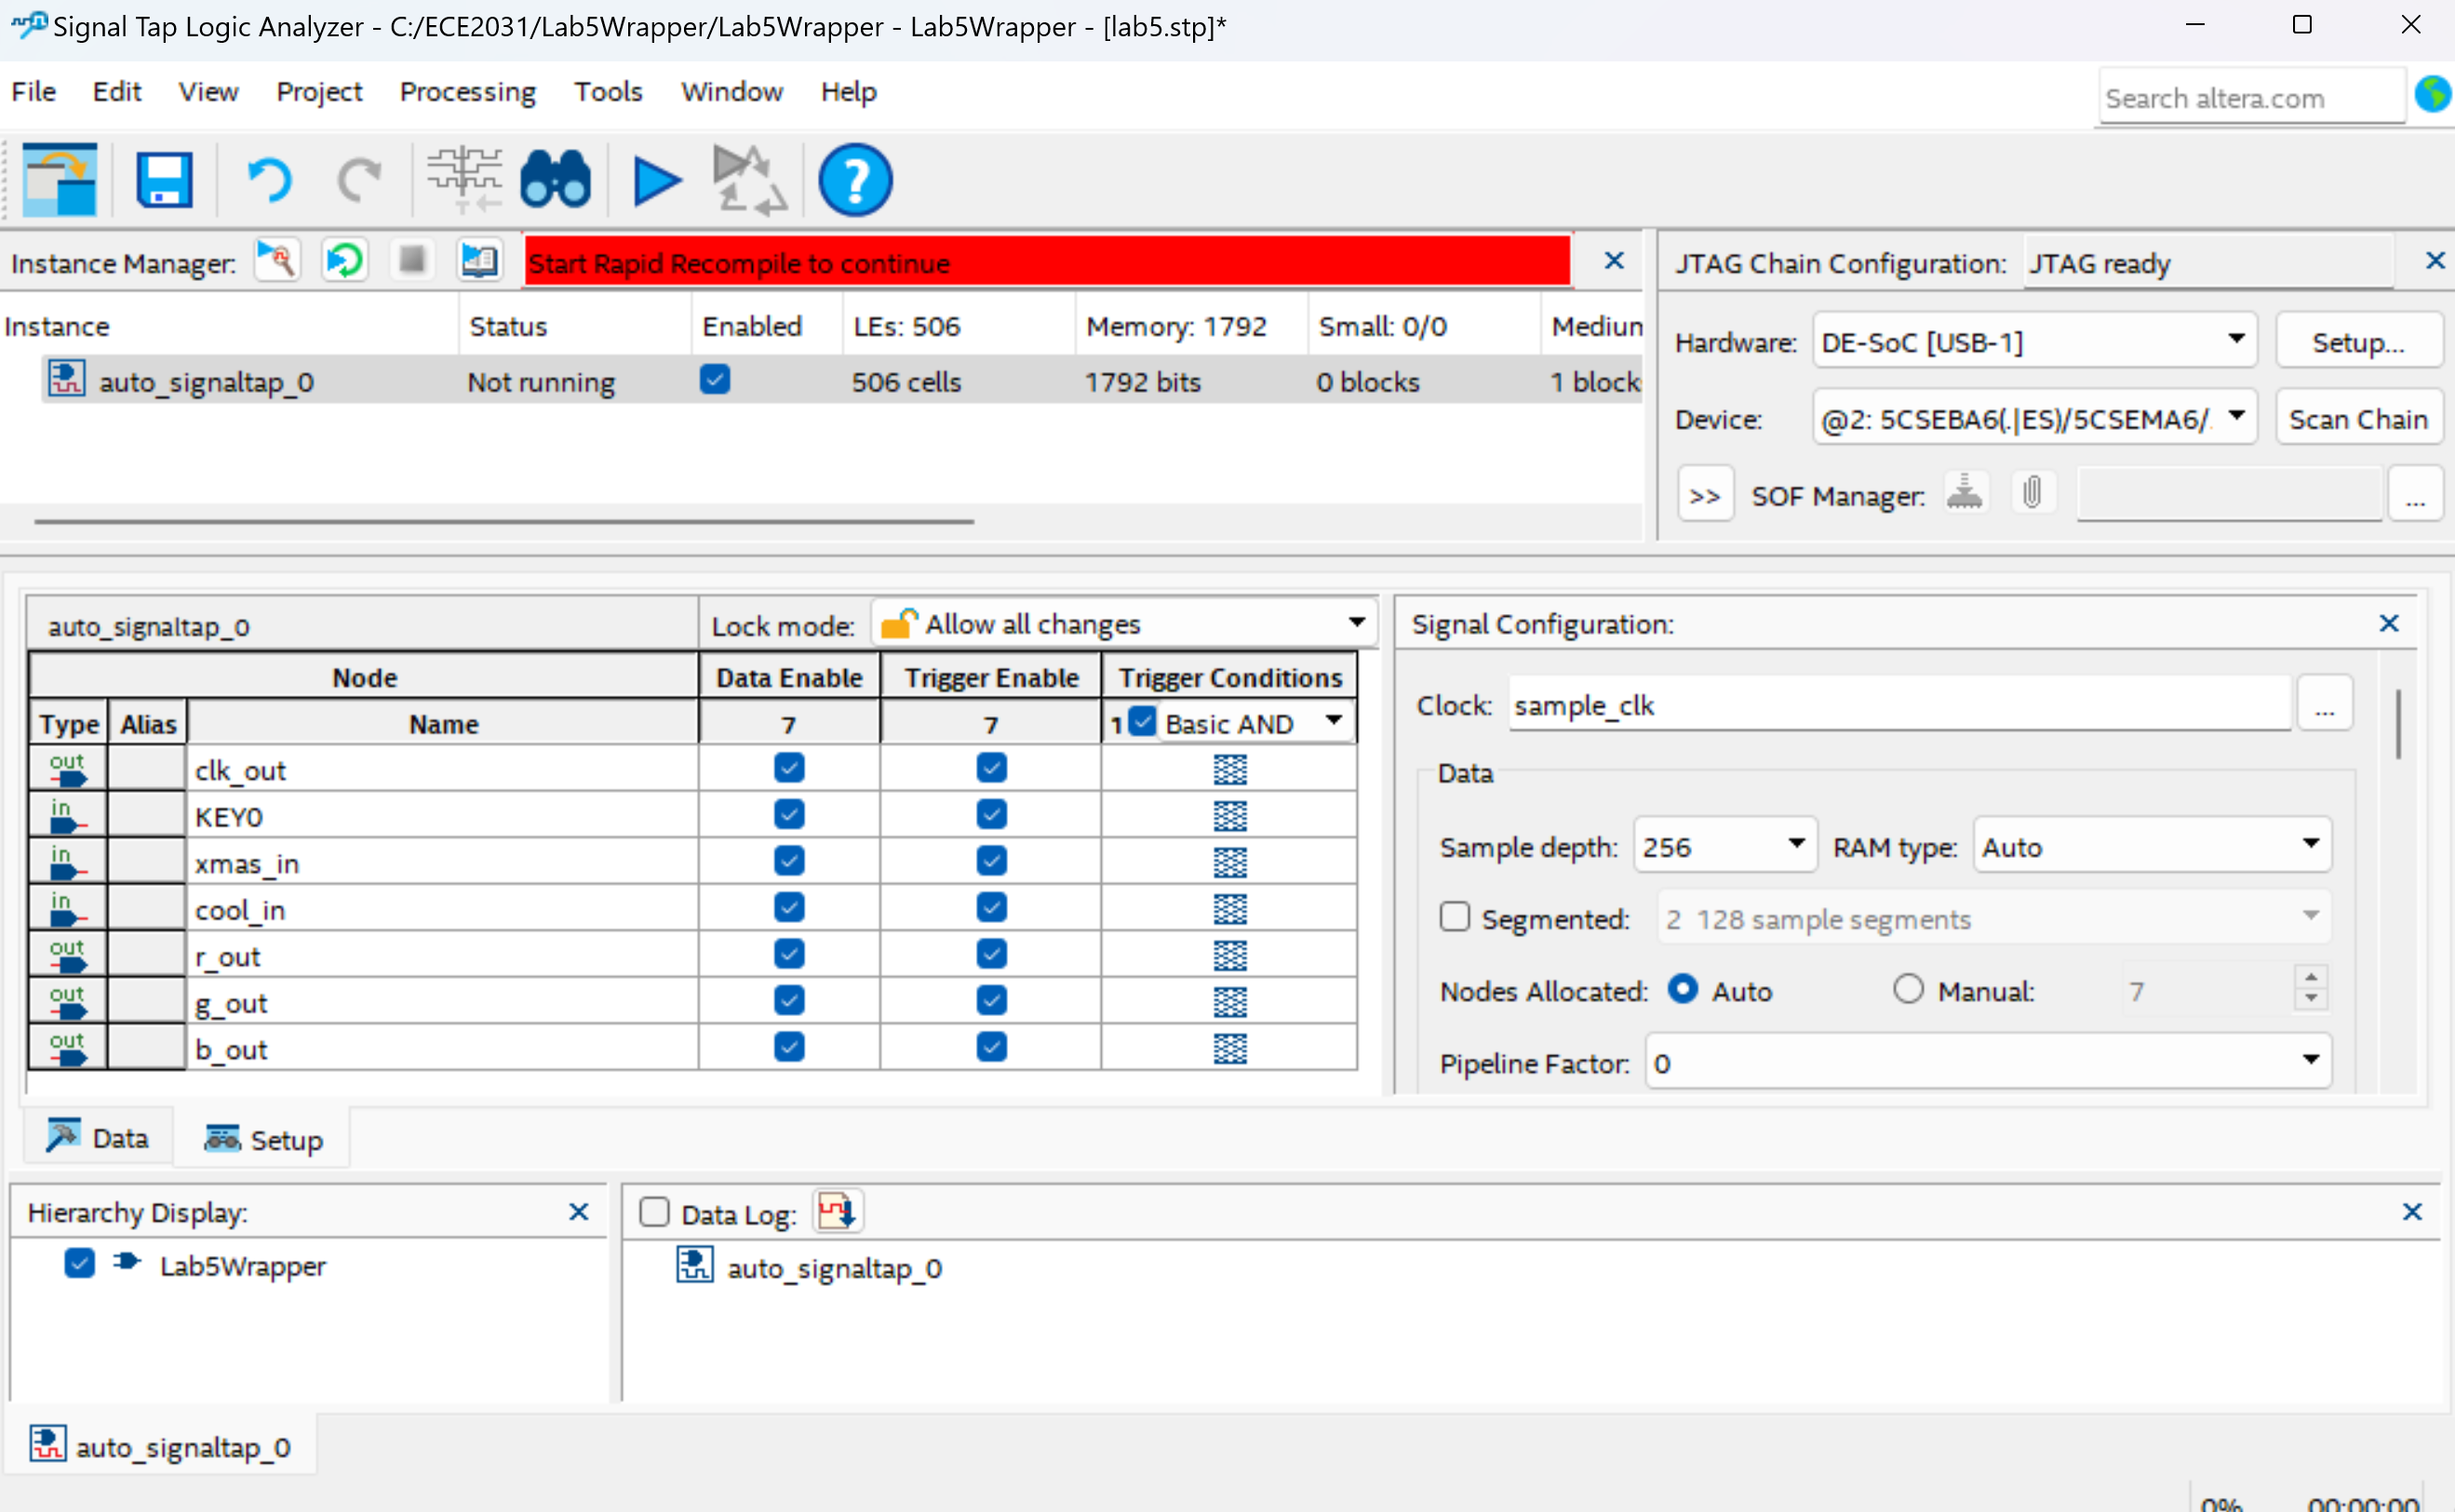 Signal Tap Logic Analyzer - C:/ECE2031/Lab5Wrapper/Lab5Wrapper - Lab5Wrapper - [lab5.stp]*
File Edit View Project Processing Tools Window Help
Search altera.com
Instance Manager: Start Rapid Recompile to continue
Instance Status Enabled LEs: 506 Memory: 1792 Small: 0/0 Medium
auto_signaltap_0 Not running 506 cells 1792 bits 0 blocks 1 block
JTAG Chain Configuration: JTAG ready
Hardware: DE-SoC [USB-1] Setup...
Device: @2: 5CSEBA6(.|ES)/5CSEMA6/. Scan Chain
>> SOF Manager: ...
auto_signaltap_0 Lock mode: Allow all changes
Node Data Enable Trigger Enable Trigger Conditions
Type Alias Name 7 7 1 Basic AND
out clk_out
in KEY0
in xmas_in
in cool_in
out r_out
out g_out
out b_out
Signal Configuration:
Clock: sample_clk ...
Data
Sample depth: 256 RAM type: Auto
Segmented: 2 128 sample segments
Nodes Allocated: Auto Manual: 7
Pipeline Factor: 0
Data Setup
Hierarchy Display:
Lab5Wrapper
Data Log:
auto_signaltap_0
auto_signaltap_0
0% 00:00:00